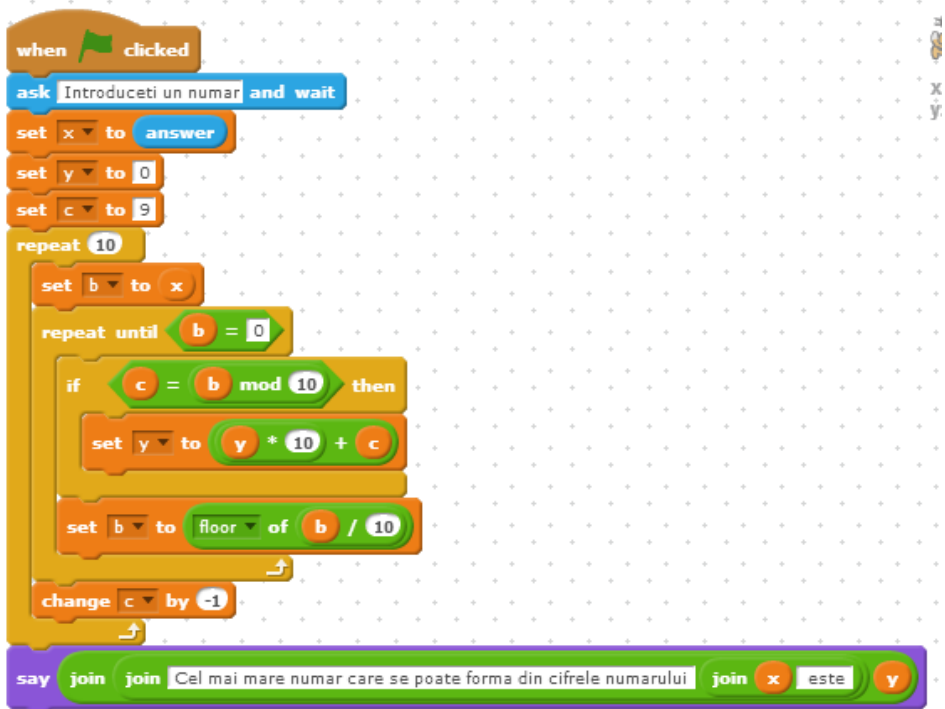 when clicked
ask Introduceti un numar and wait
set x to answer
set y to 0
set c to 9
repeat 10
set b to x
repeat until b = 0
if c = b mod 10 then
set y to y * 10 + c
set b to floor of b / 10
change c by -1
say join join Cel mai mare numar care se poate forma din cifrele numarului join x este y
x
y